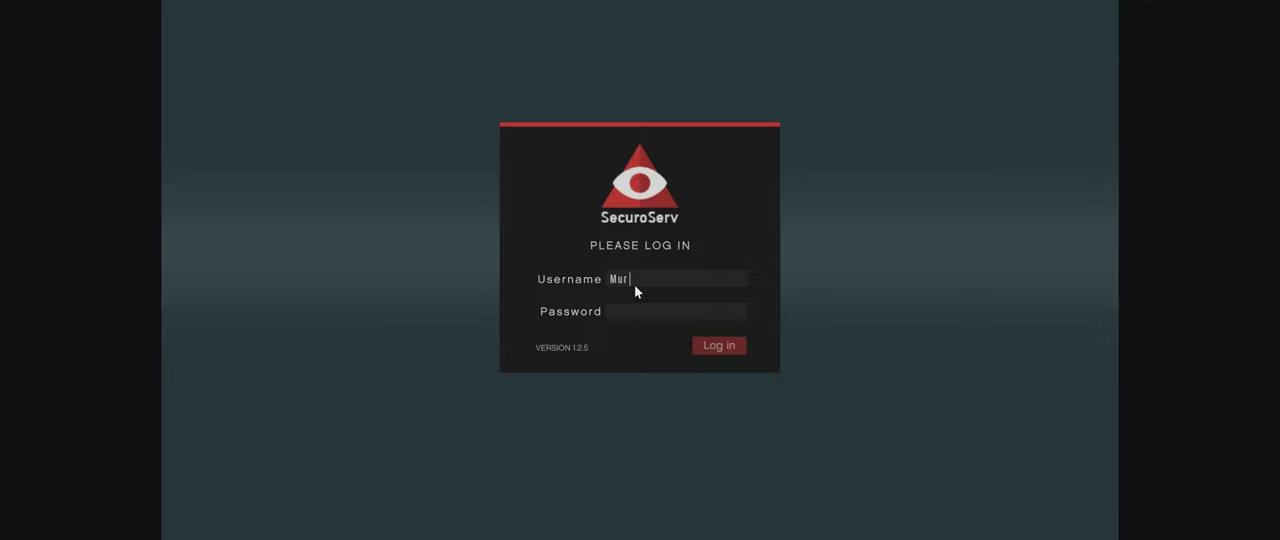 SecuroServ
PLEASE LOG IN
Username Mur
Password
VERSION 1.2.5 Log in